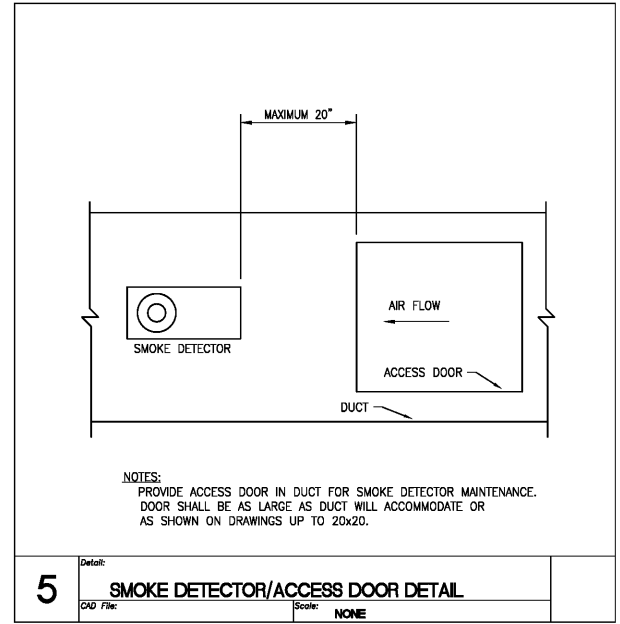 MAXIMUM 20"
AIR FLOW
SMOKE DETECTOR
ACCESS DOOR
DUCT
NOTES:
PROVIDE ACCESS DOOR IN DUCT FOR SMOKE DETECTOR MAINTENANCE.
DOOR SHALL BE AS LARGE AS DUCT WILL ACCOMMODATE OR
AS SHOWN ON DRAWINGS UP TO 20x20.
Detail:
5
SMOKE DETECTOR/ACCESS DOOR DETAIL
CAD File:
Scale:
NONE